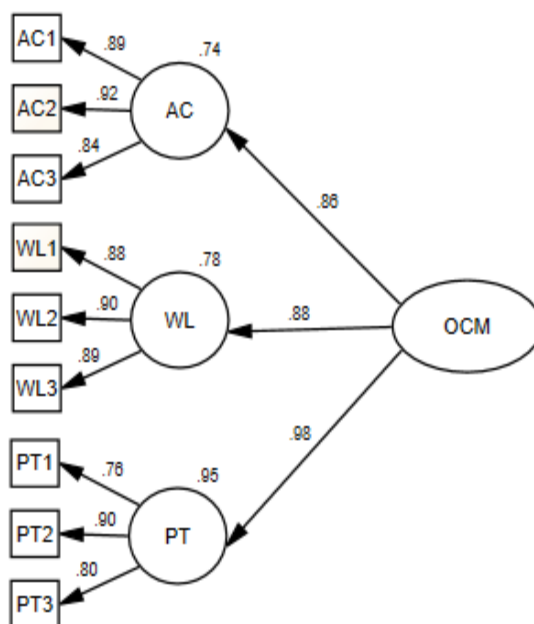 AC1
.89
.74
AC2
.92
AC
AC3
.84
.86
WL1
.88
.78
WL2
.90
WL
.88
OCM
WL3
.89
PT1
.76
.95
.98
PT2
.90
PT
PT3
.80